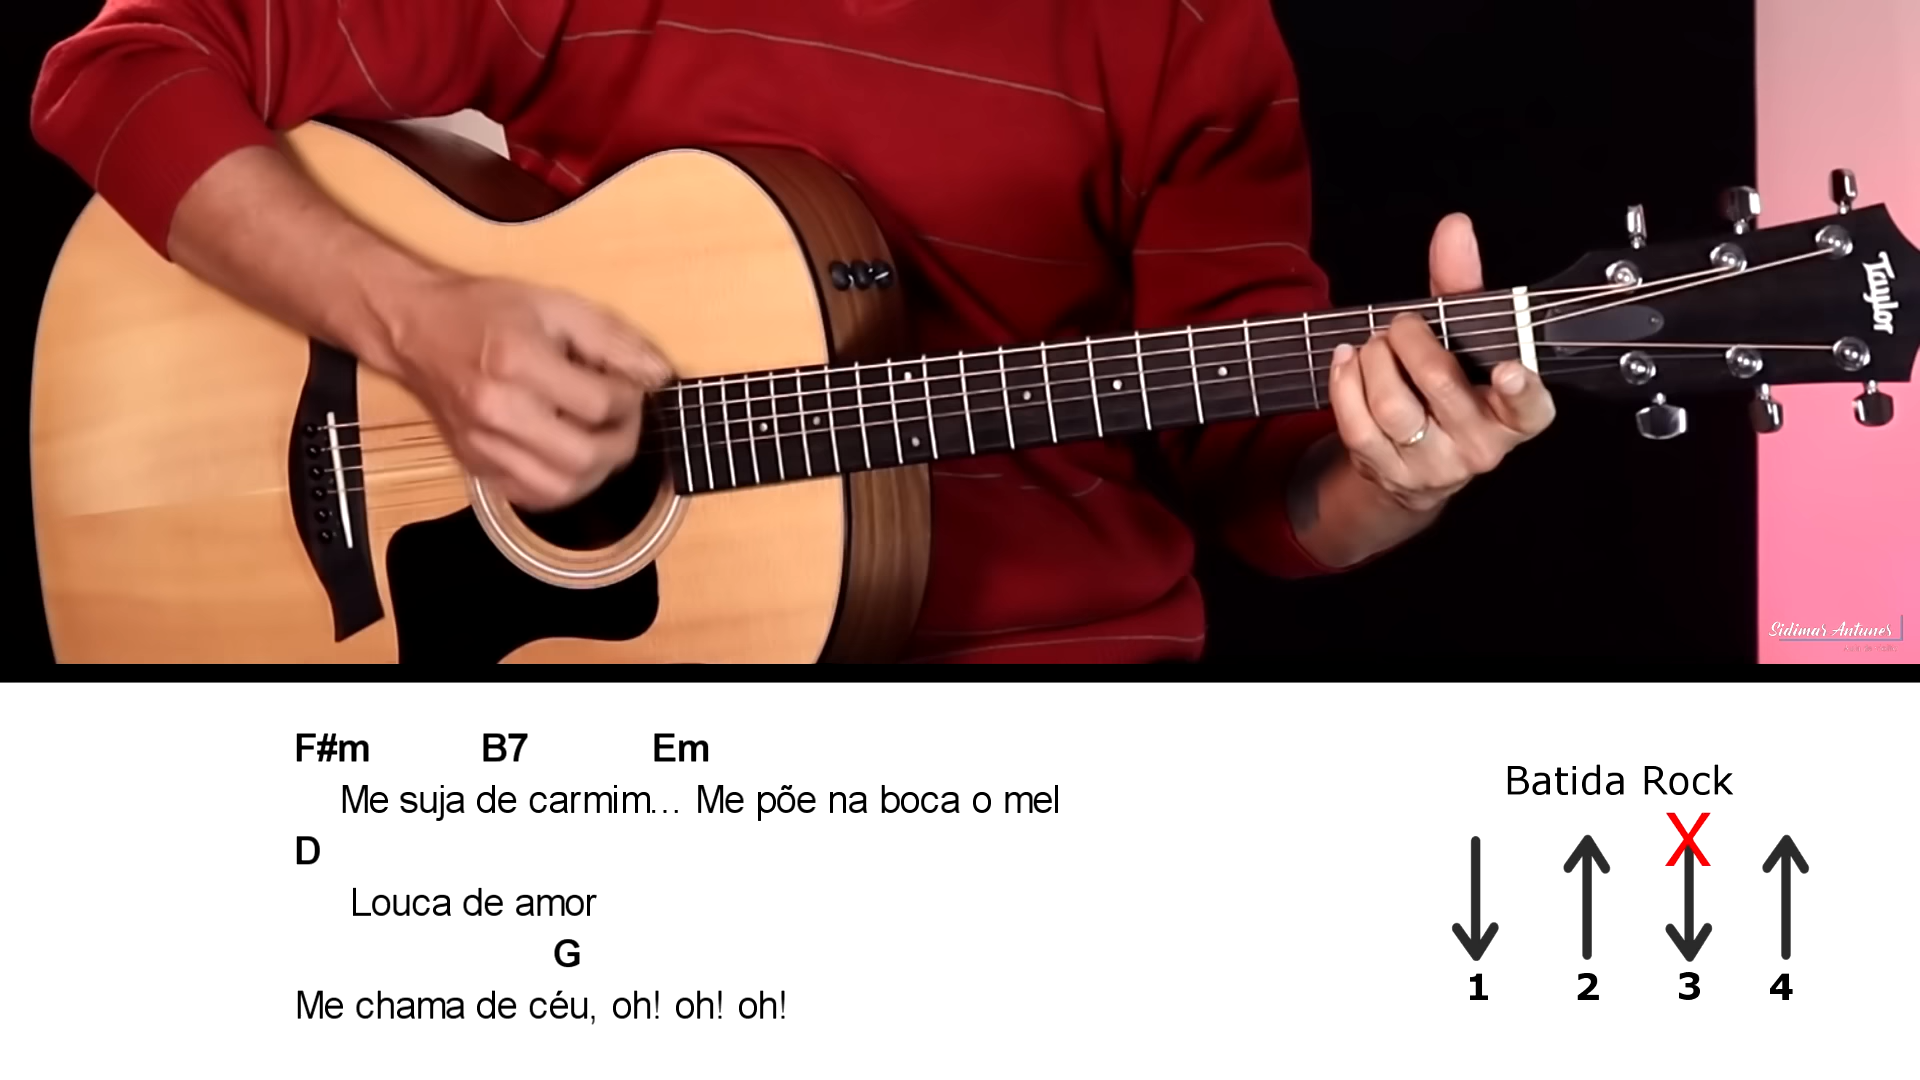 Taylor
Sidimar Antunes
F#m B7 Em
Me suja de carmim... Me põe na boca o mel
D
Louca de amor
G
Me chama de céu, oh! oh! oh!
Batida Rock
X
1 2 3 4